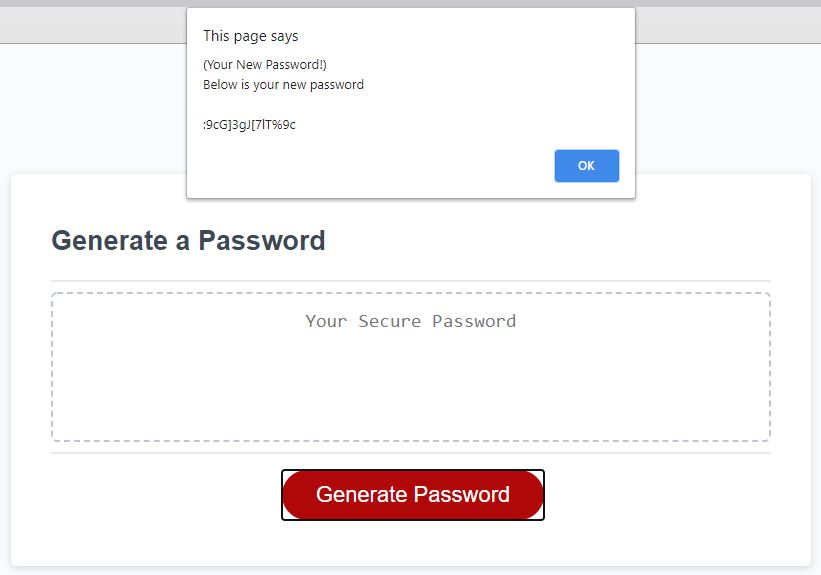 This page says
(Your New Password!)
Below is your new password
:9cG]3gJ[7lT%9c
OK
Generate a Password
Your Secure Password
Generate Password